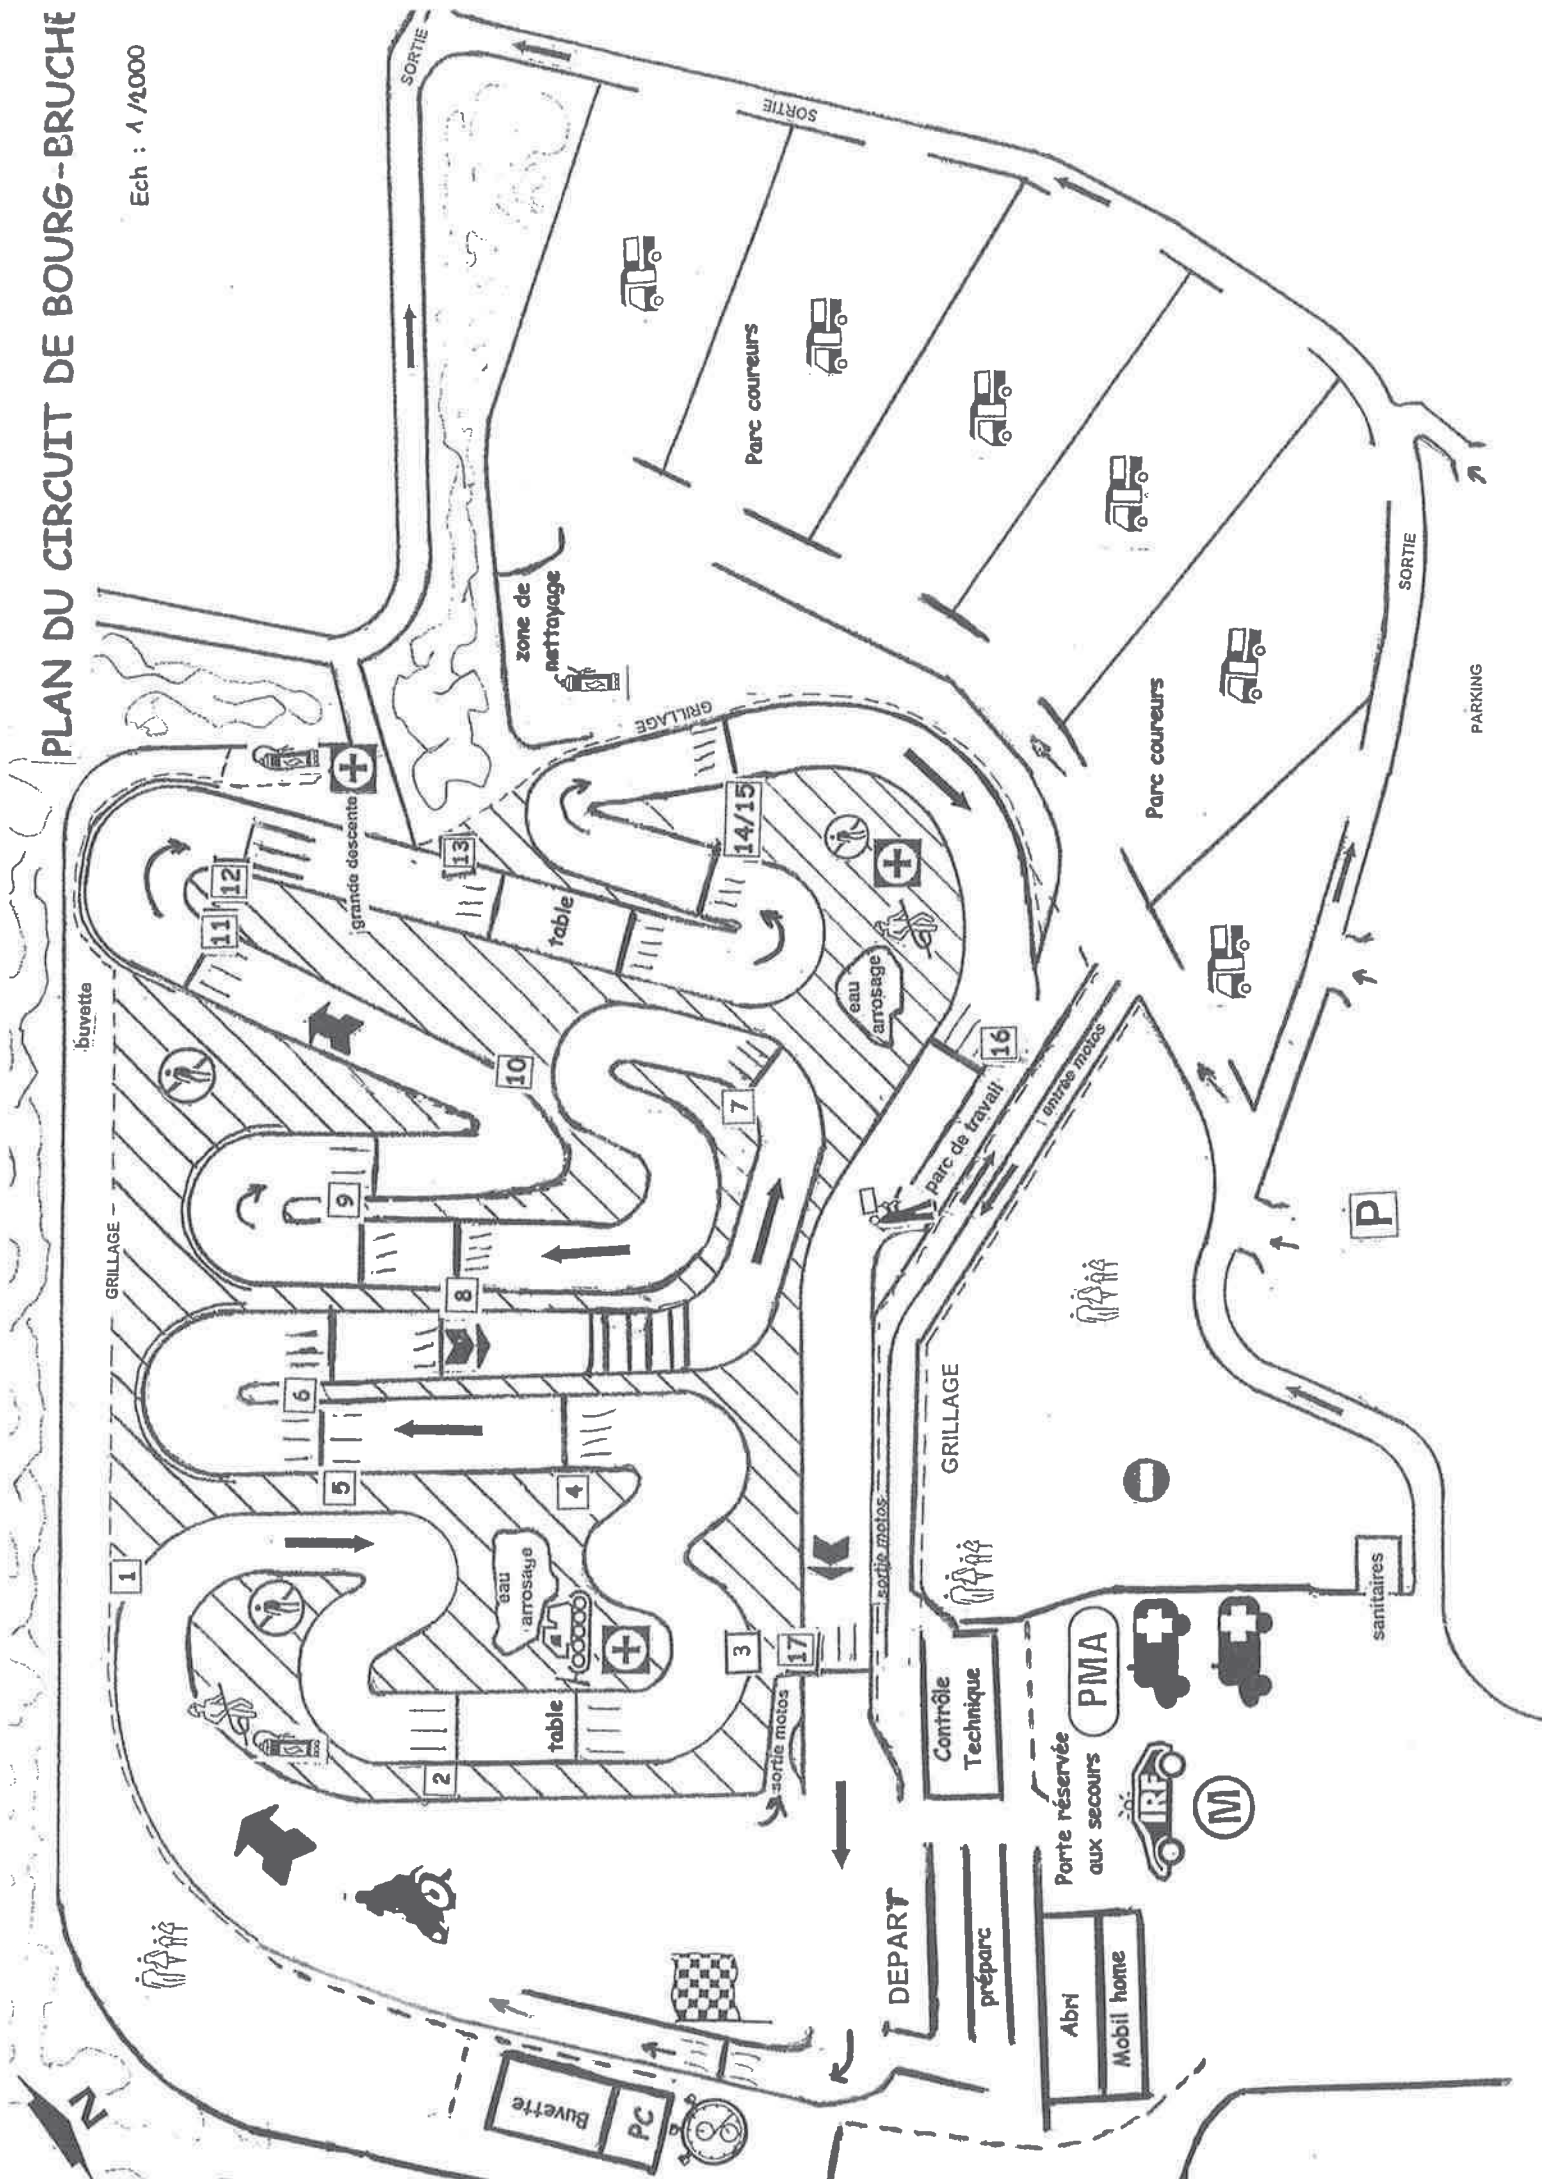 PLAN DU CIRCUIT DE BOURG-BRUCHE
Ech : 1/2000
SORTIE
SORTIE
Parc coureurs
zone de
nettayage
GRILLAGE
grande descente
13
12
11
buvette
table
14/15
eau
arrosage
10
16
7
9
8
GRILLAGE
6
5
4
1
eau
arrosage
table
2
3
17
sortie motos
sortie motos
parc de travail
entrée motos
Parc coureurs
SORTIE
PARKING
P
GRILLAGE
sanitaires
Contrôle
Technique
PMA
Porte réservée
aux secours
IRF
M
DEPART
préparc
Abri
Mobil home
Buvette
PC
N